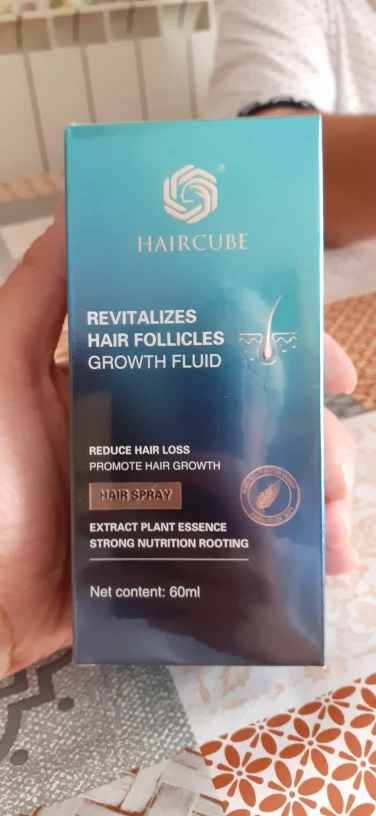 ®
HAIRCUBE
REVITALIZES
HAIR FOLLICLES
GROWTH FLUID
REDUCE HAIR LOSS
PROMOTE HAIR GROWTH
HAIR SPRAY
EXTRACT PLANT ESSENCE
STRONG NUTRITION ROOTING
Net content: 60ml